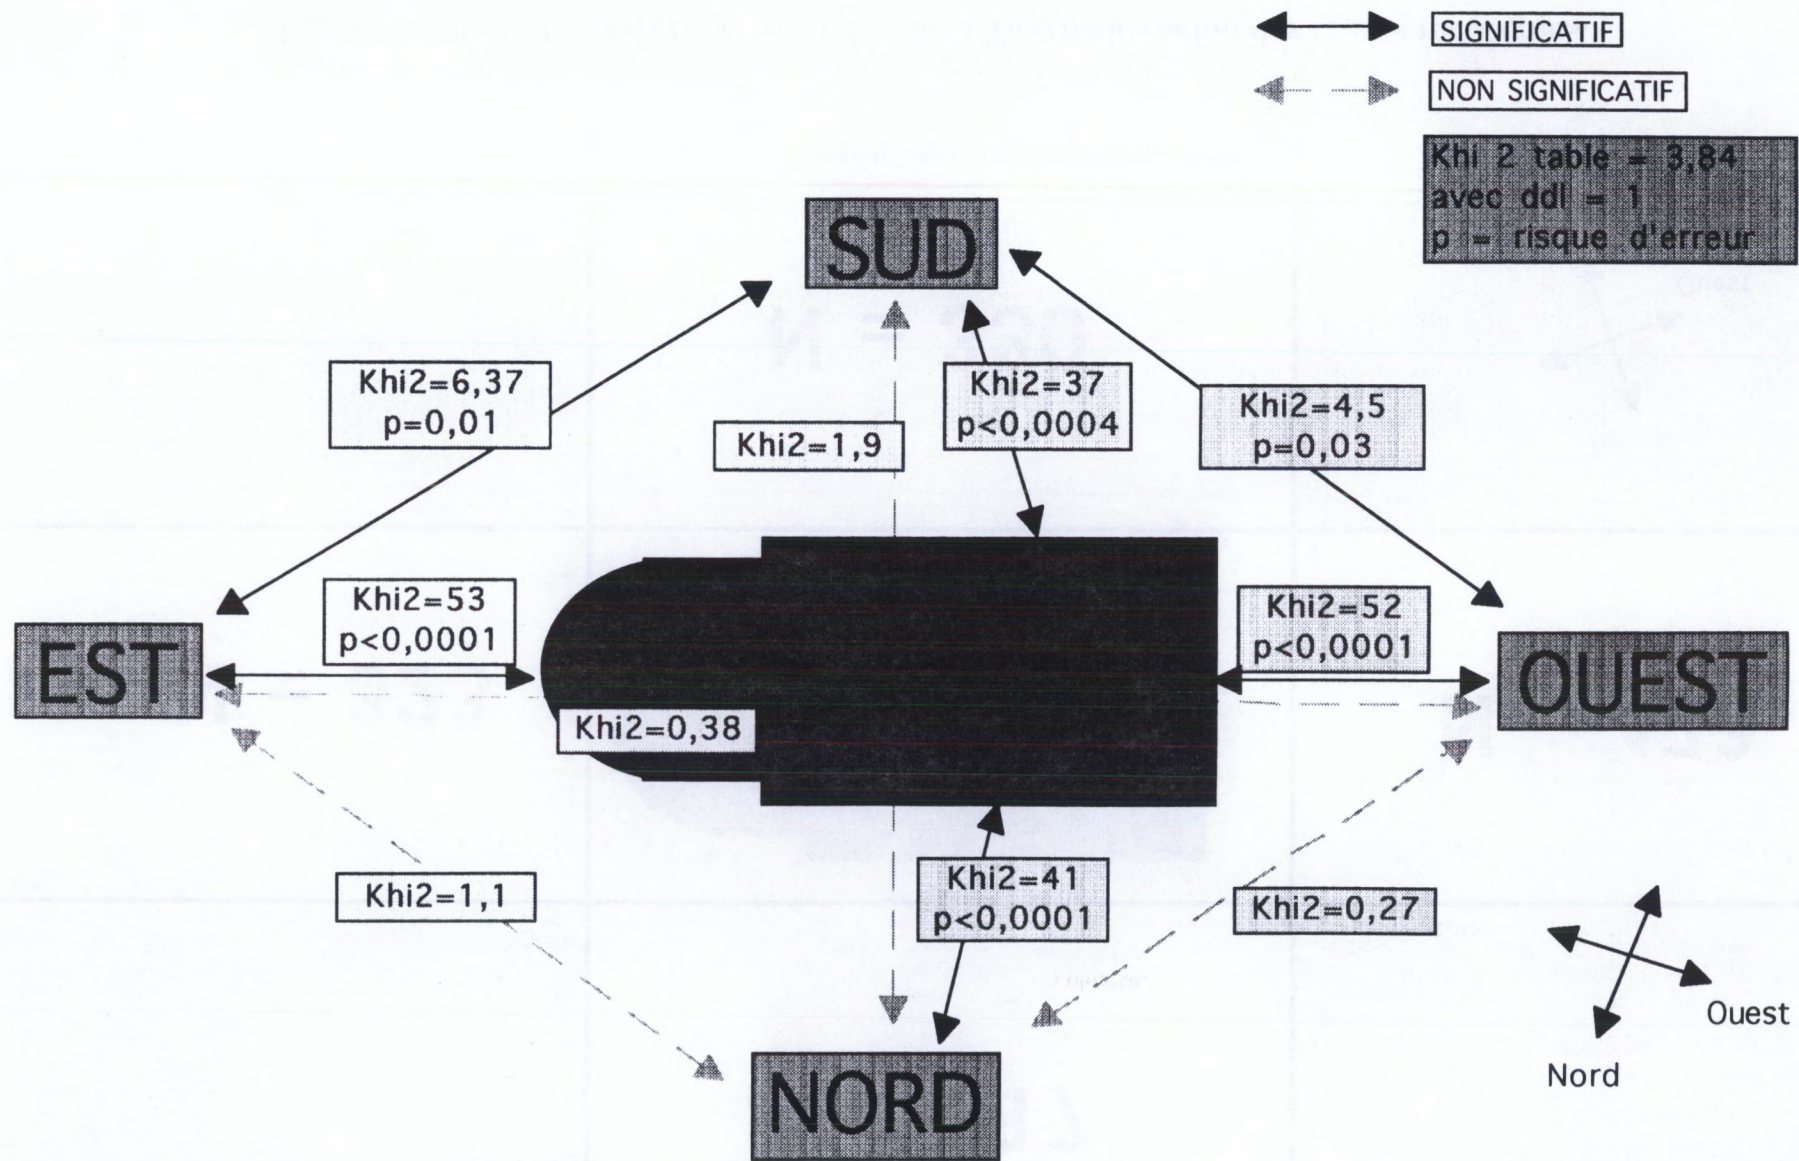 SIGNIFICATIF
NON SIGNIFICATIF
Khi 2 table = 3,84
avec ddl = 1
p = risque d'erreur
SUD
Khi2=6,37
p=0,01
Khi2=1,9
Khi2=37
p<0,0004
Khi2=4,5
p=0,03
Khi2=53
p<0,0001
Khi2=52
p<0,0001
EST
OUEST
Khi2=0,38
Khi2=1,1
Khi2=41
p<0,0001
Khi2=0,27
Ouest
Nord
NORD